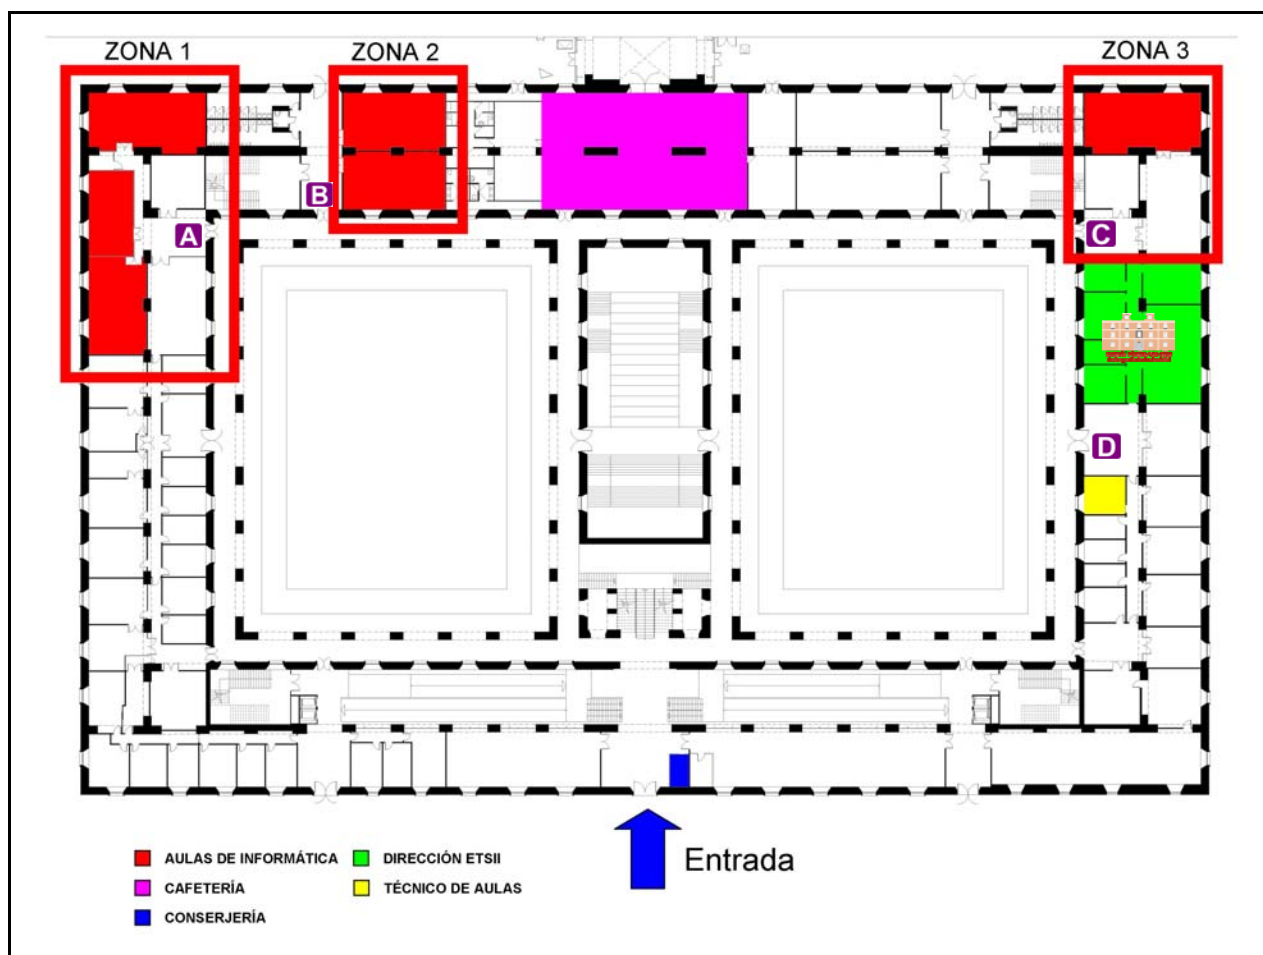 ZONA 1
ZONA 2
ZONA 3
B
A
C
D
Entrada
AULAS DE INFORMÁTICA
DIRECCIÓN ETSII
CAFETERÍA
TÉCNICO DE AULAS
CONSERJERÍA